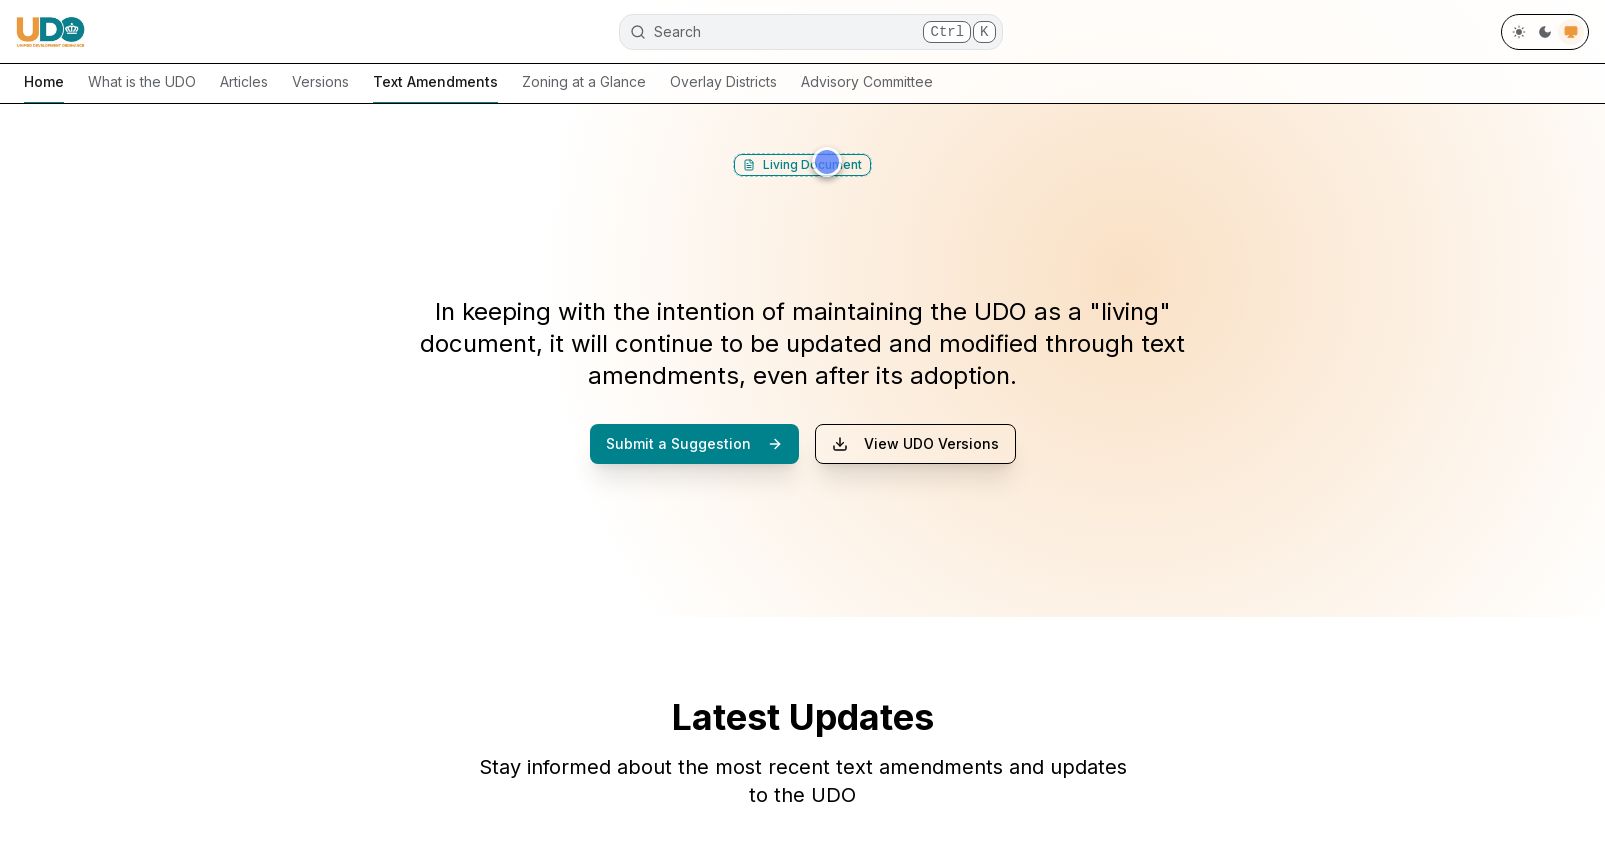 UDO
UNIFIED DEVELOPMENT ORDINANCE
Search
Ctrl K
Home
What is the UDO
Articles
Versions
Text Amendments
Zoning at a Glance
Overlay Districts
Advisory Committee
Living Document
In keeping with the intention of maintaining the UDO as a "living"
document, it will continue to be updated and modified through text
amendments, even after its adoption.
Submit a Suggestion
View UDO Versions
Latest Updates
Stay informed about the most recent text amendments and updates
to the UDO